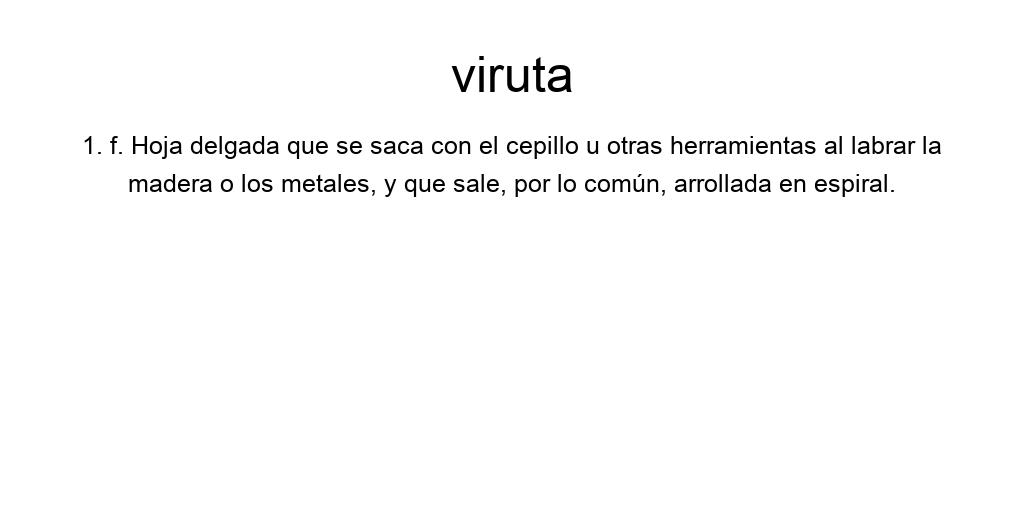 viruta
1. f. Hoja delgada que se saca con el cepillo u otras herramientas al labrar la
madera o los metales, y que sale, por lo común, arrollada en espiral.